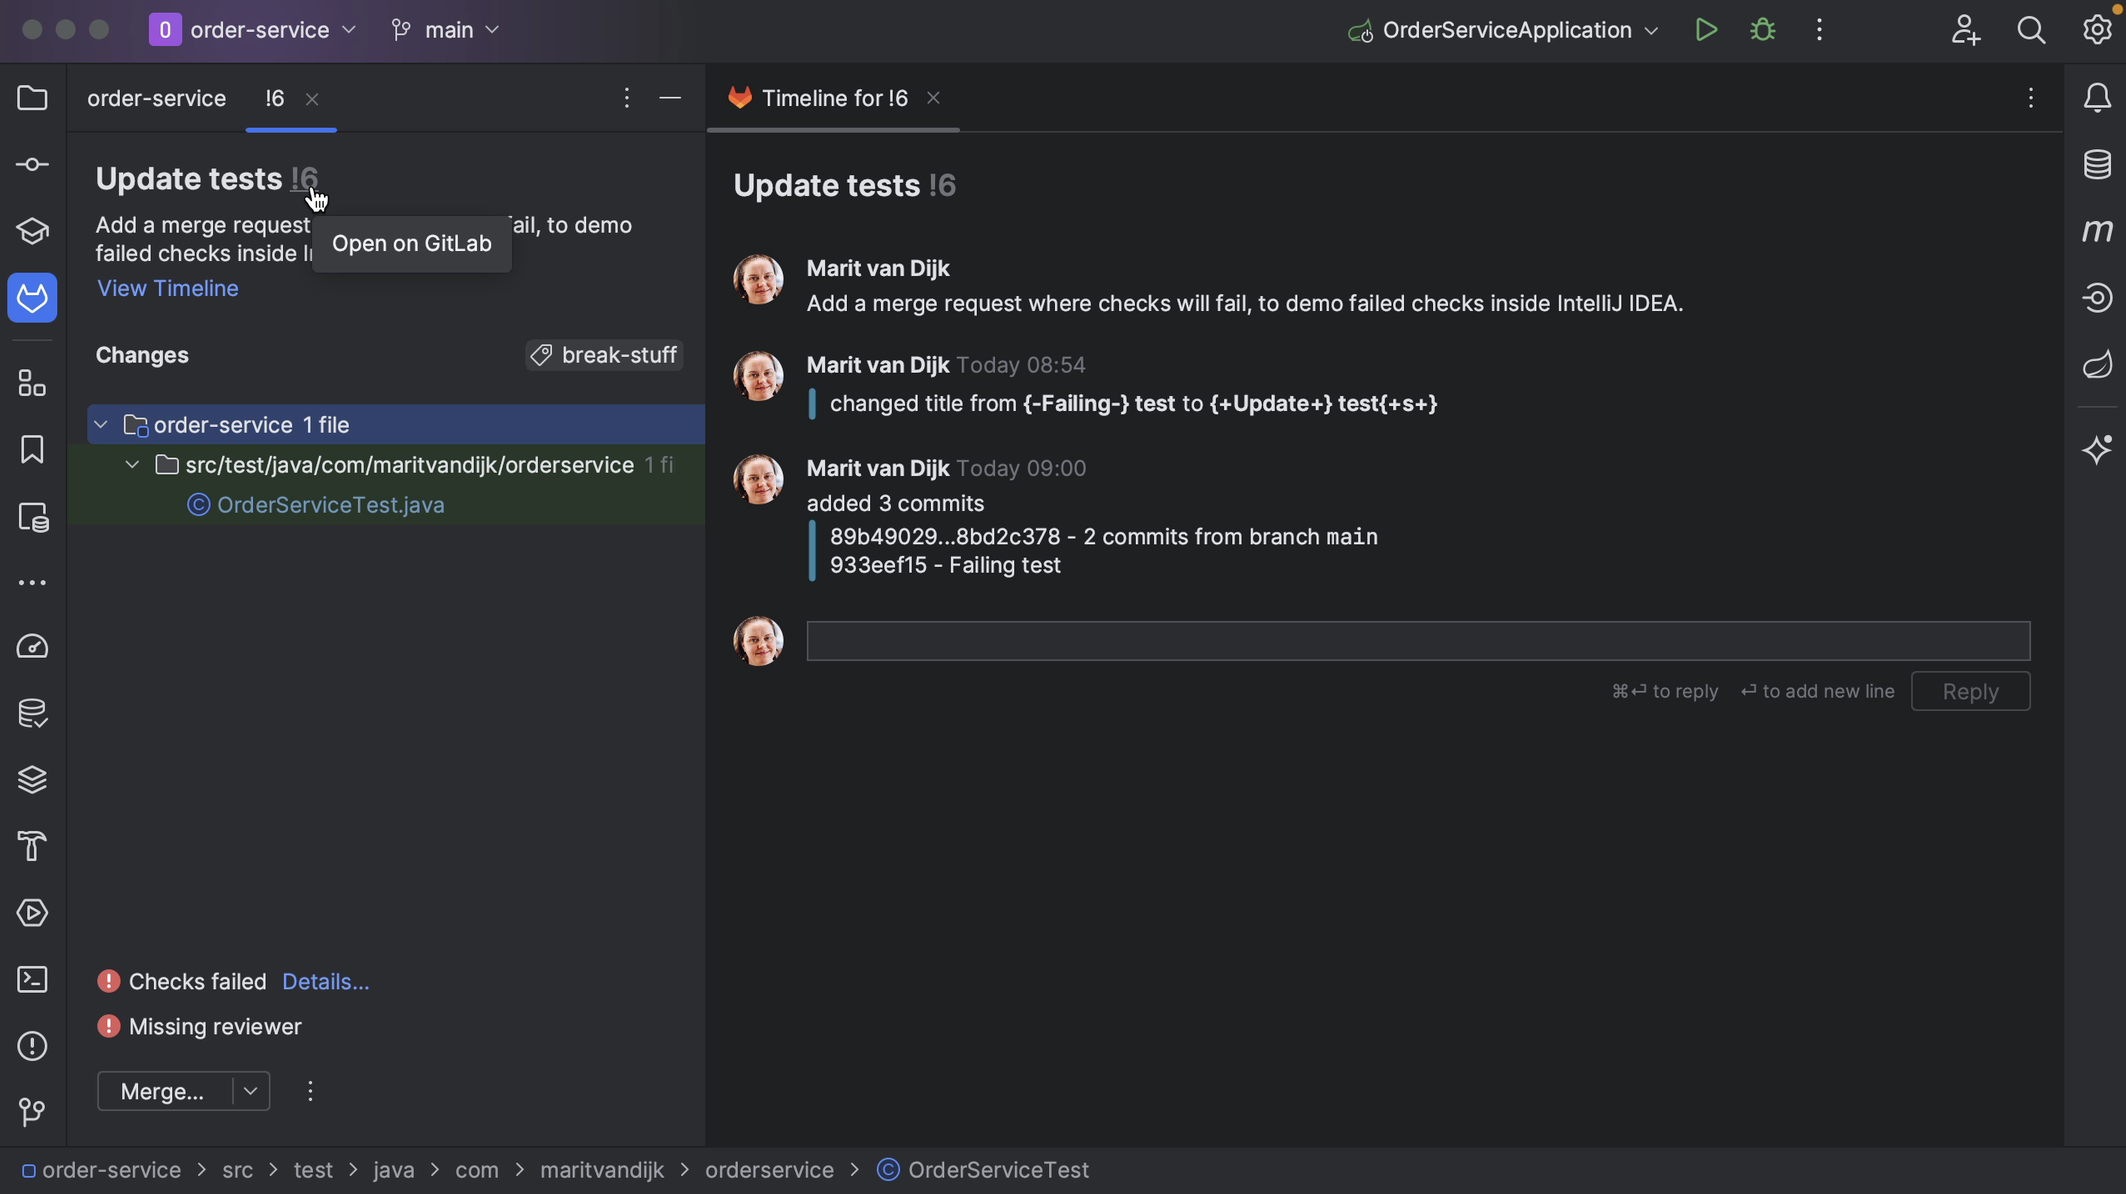 O order-service main
OrderServiceApplication
order-service !6
Timeline for !6
Update tests !6
Add a merge request ail, to demo
failed checks inside I
Open on GitLab
View Timeline
Changes break-stuff
order-service 1 file
src/test/java/com/maritvandijk/orderservice 1 fi
OrderServiceTest.java
Checks failed Details...
Missing reviewer
Merge...
Update tests !6
Marit van Dijk
Add a merge request where checks will fail, to demo failed checks inside IntelliJ IDEA.
Marit van Dijk Today 08:54
changed title from {-Failing-} test to {+Update+} test{+s+}
Marit van Dijk Today 09:00
added 3 commits
89b49029...8bd2c378 - 2 commits from branch main
933eef15 - Failing test
⌘⏎ to reply ⏎ to add new line Reply
m
order-service > src > test > java > com > maritvandijk > orderservice > © OrderServiceTest